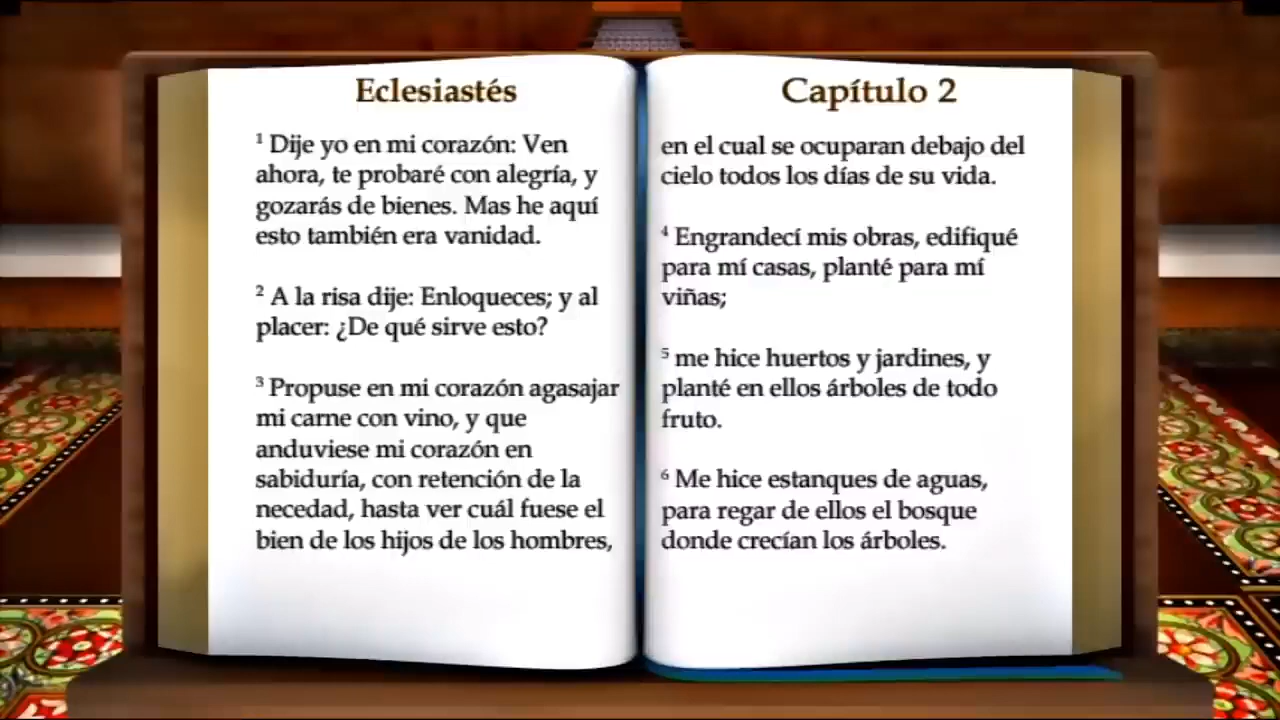 Eclesiastés
1 Dije yo en mi corazón: Ven
ahora, te probaré con alegría, y
gozarás de bienes. Mas he aquí
esto también era vanidad.
2 A la risa dije: Enloqueces; y al
placer: ¿De qué sirve esto?
3 Propuse en mi corazón agasajar
mi carne con vino, y que
anduviese mi corazón en
sabiduría, con retención de la
necedad, hasta ver cuál fuese el
bien de los hijos de los hombres,
Capítulo 2
en el cual se ocuparan debajo del
cielo todos los días de su vida.
4 Engrandecí mis obras, edifiqué
para mí casas, planté para mí
viñas;
5 me hice huertos y jardines, y
planté en ellos árboles de todo
fruto.
6 Me hice estanques de aguas,
para regar de ellos el bosque
donde crecían los árboles.